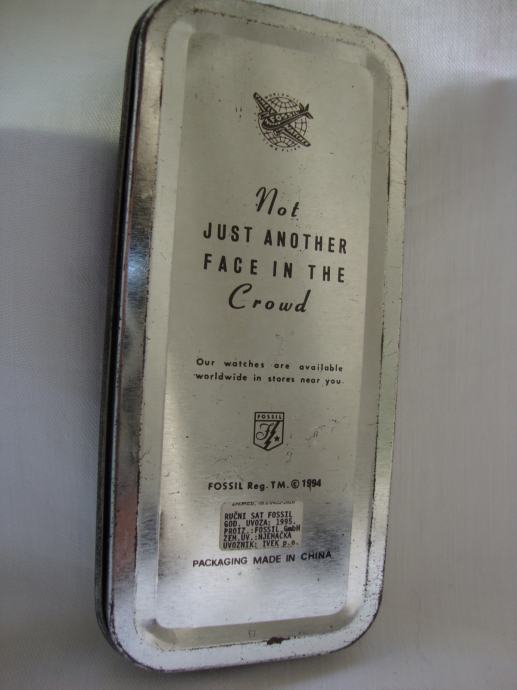 FOSSIL
Not
JUST ANOTHER
FACE IN THE
Crowd
Our watches are available
worldwide in stores near you.
FOSSIL
FOSSIL Reg. T.M. © 1994
RUČNI SAT FOSSIL
GOD. UVOZA: 1995.
PROIZ.:FOSSIL GmbH
ZEM.UV.:NJEMAČKA
UVOZNIK: IVEK p.o.
PACKAGING MADE IN CHINA